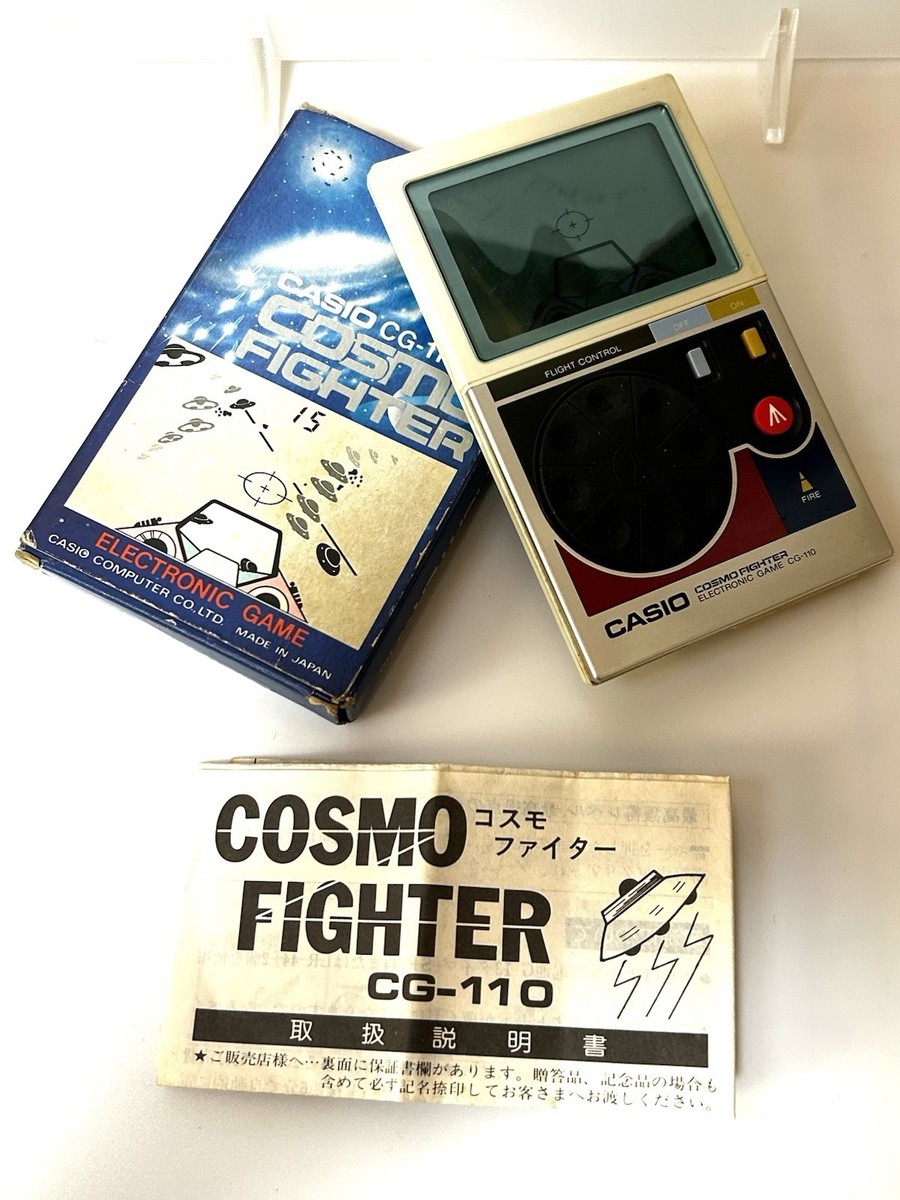 CASIO CG-11
COSMO
FIGHTER
15
ELECTRONIC GAME
CASIO COMPUTER CO., LTD. MADE IN JAPAN
OFF
ON
FLIGHT CONTROL
FIRE
CASIO COSMO FIGHTER
ELECTRONIC GAME CG-110
COSMO コスモ
ファイター
FIGHTER
CG-110
取扱説明書
★ご販売店様へ…裏面に保証書欄があります。贈答品、記念品の場合も
含めて必ず記名捺印してお客さまへお渡しください。